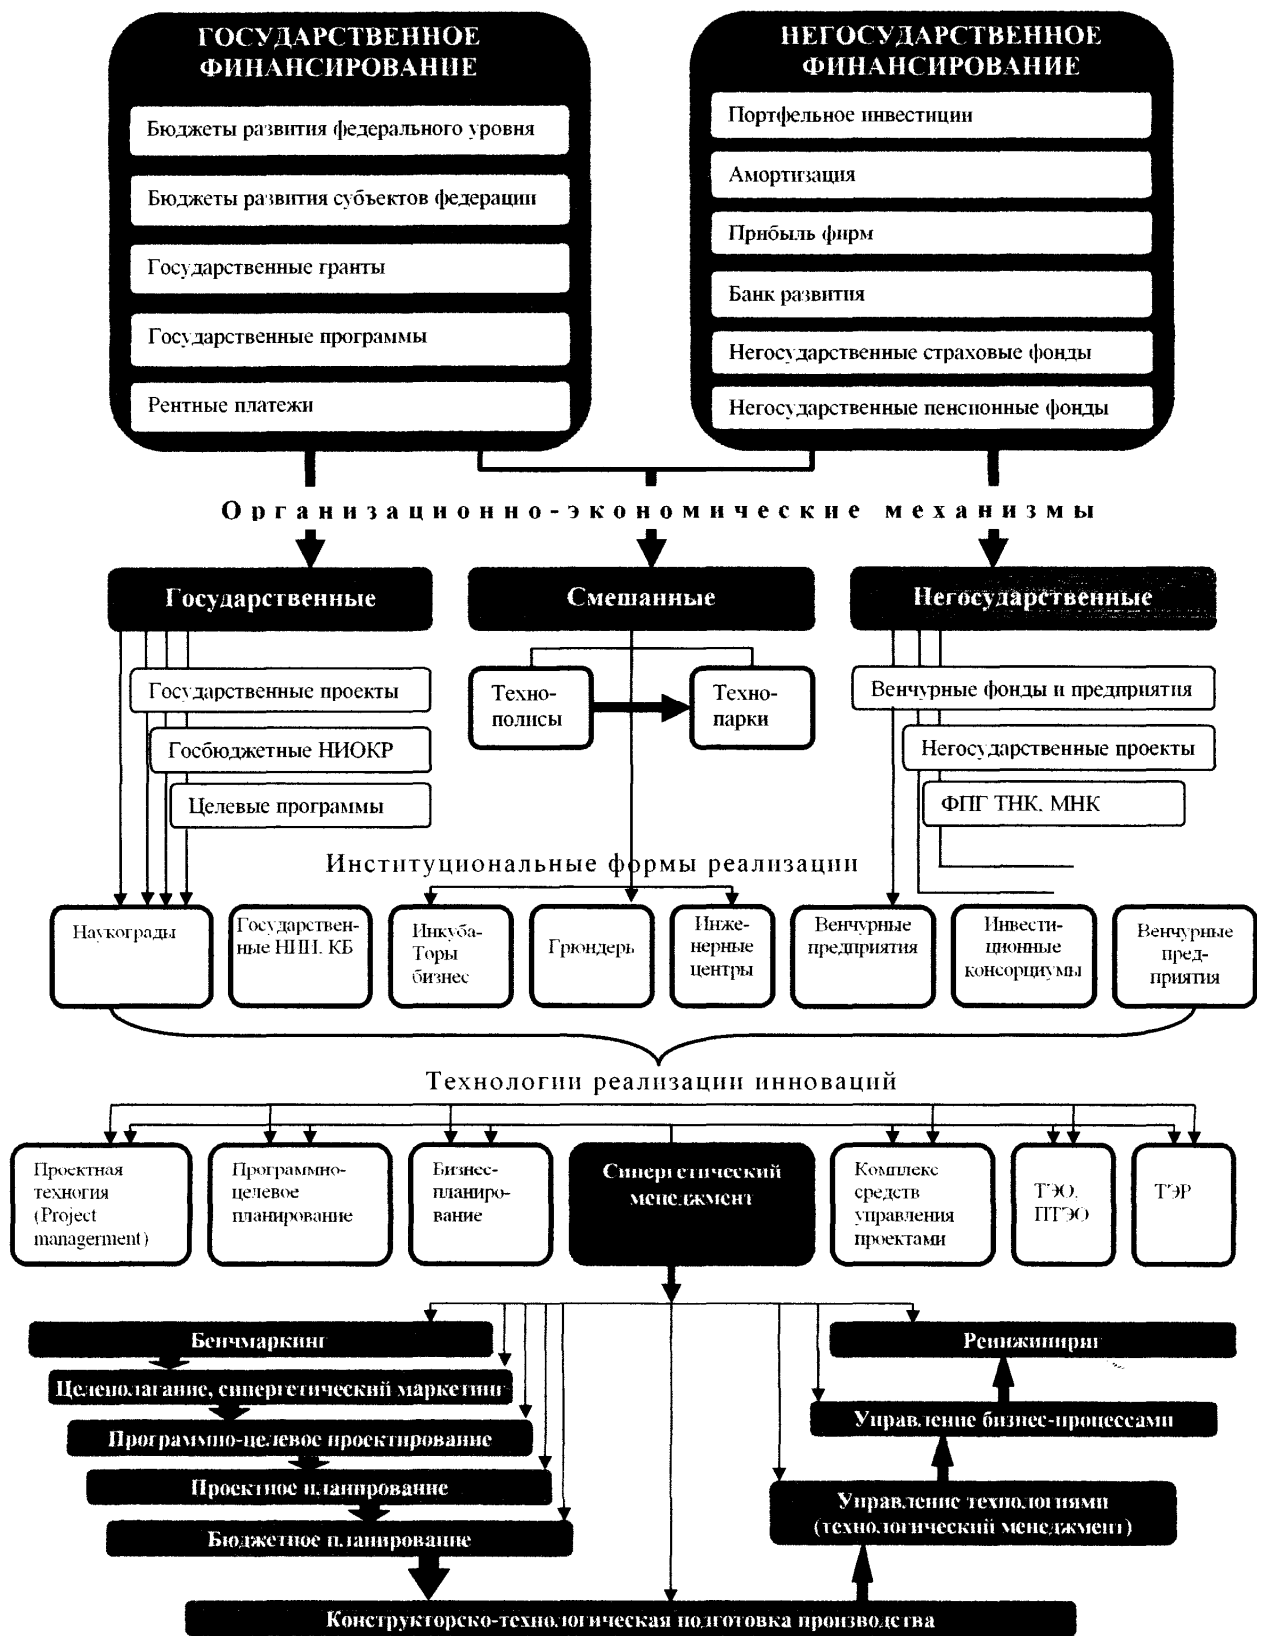 ГОСУДАРСТВЕННОЕ
ФИНАНСИРОВАНИЕ
Бюджеты развития федерального уровня
Бюджеты развития субъектов федерации
Государственные гранты
Государственные программы
Рентные платежи
НЕГОСУДАРСТВЕННОЕ
ФИНАНСИРОВАНИЕ
Портфельное инвестиции
Амортизация
Прибыль фирм
Банк развития
Негосударственные страховые фонды
Негосударственные пенсионные фонды
Организационно-экономические механизмы
Государственные
Смешанные
Негосударственные
Государственные проекты
Госбюджетные НИОКР
Целевые программы
Техно-
полисы
Техно-
парки
Венчурные фонды и предприятия
Негосударственные проекты
ФПГ ТНК, МНК
Институциональные формы реализации
Наукограды
Государствен-
ные НИИ, КБ
Инкуба-
Торы
бизнес
Грюндерь
Инже-
нерные
центры
Венчурные
предприятия
Инвести-
ционные
консорциумы
Венчурные
пред-
приятия
Технологии реализации инноваций
Проектная
техногия
(Project
managerment)
Программно-
целевое
планирование
Бизнес-
планиро-
вание
Синергетический
менеджмент
Комплекс
средств
управления
проектами
ТЭО,
ПТЭО
ТЭР
Бенчмаркинг
Целеполагание, синергетический маркетинг
Программно-целевое проектирование
Проектное планирование
Бюджетное планирование
Реинжиниринг
Управление бизнес-процессами
Управление технологиями
(технологический менеджмент)
Конструкторско-технологическая подготовка производства